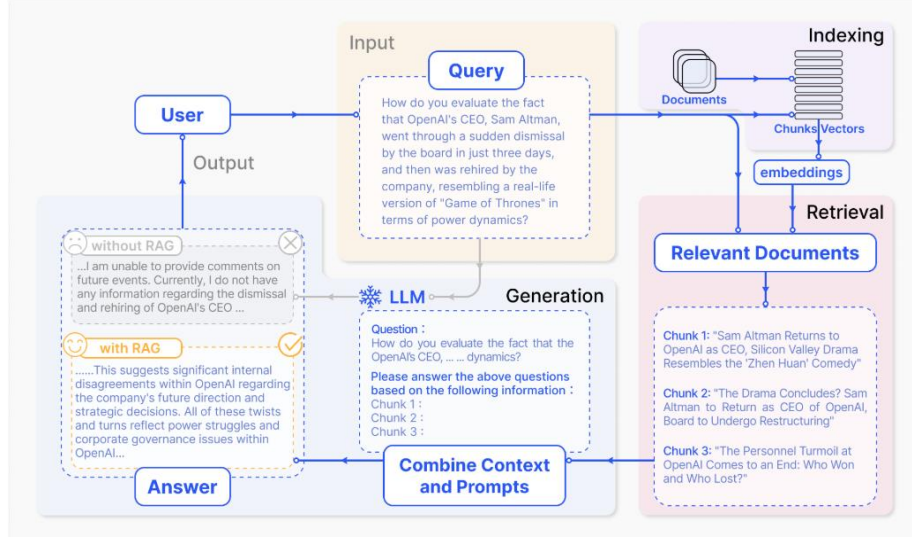 Input
Query
How do you evaluate the fact
that OpenAI's CEO, Sam Altman,
went through a sudden dismissal
by the board in just three days,
and then was rehired by the
company, resembling a real-life
version of "Game of Thrones" in
terms of power dynamics?
Indexing
Documents
Chunks Vectors
embeddings
User
Output
Retrieval
Relevant Documents
Chunk 1: "Sam Altman Returns to
OpenAI as CEO, Silicon Valley Drama
Resembles the 'Zhen Huan' Comedy"
Chunk 2: "The Drama Concludes? Sam
Altman to Return as CEO of OpenAI,
Board to Undergo Restructuring"
Chunk 3: "The Personnel Turmoil at
OpenAI Comes to an End: Who Won
and Who Lost?"
LLM
Generation
Question :
How do you evaluate the fact that the
OpenAI's CEO, ... ... dynamics?
Please answer the above questions
based on the following information :
Chunk 1 :
Chunk 2 :
Chunk 3 :
Combine Context
and Prompts
without RAG
...I am unable to provide comments on
future events. Currently, I do not have
any information regarding the dismissal
and rehiring of OpenAI's CEO ...
with RAG
......This suggests significant internal
disagreements within OpenAI regarding
the company's future direction and
strategic decisions. All of these twists
and turns reflect power struggles and
corporate governance issues within
OpenAI...
Answer